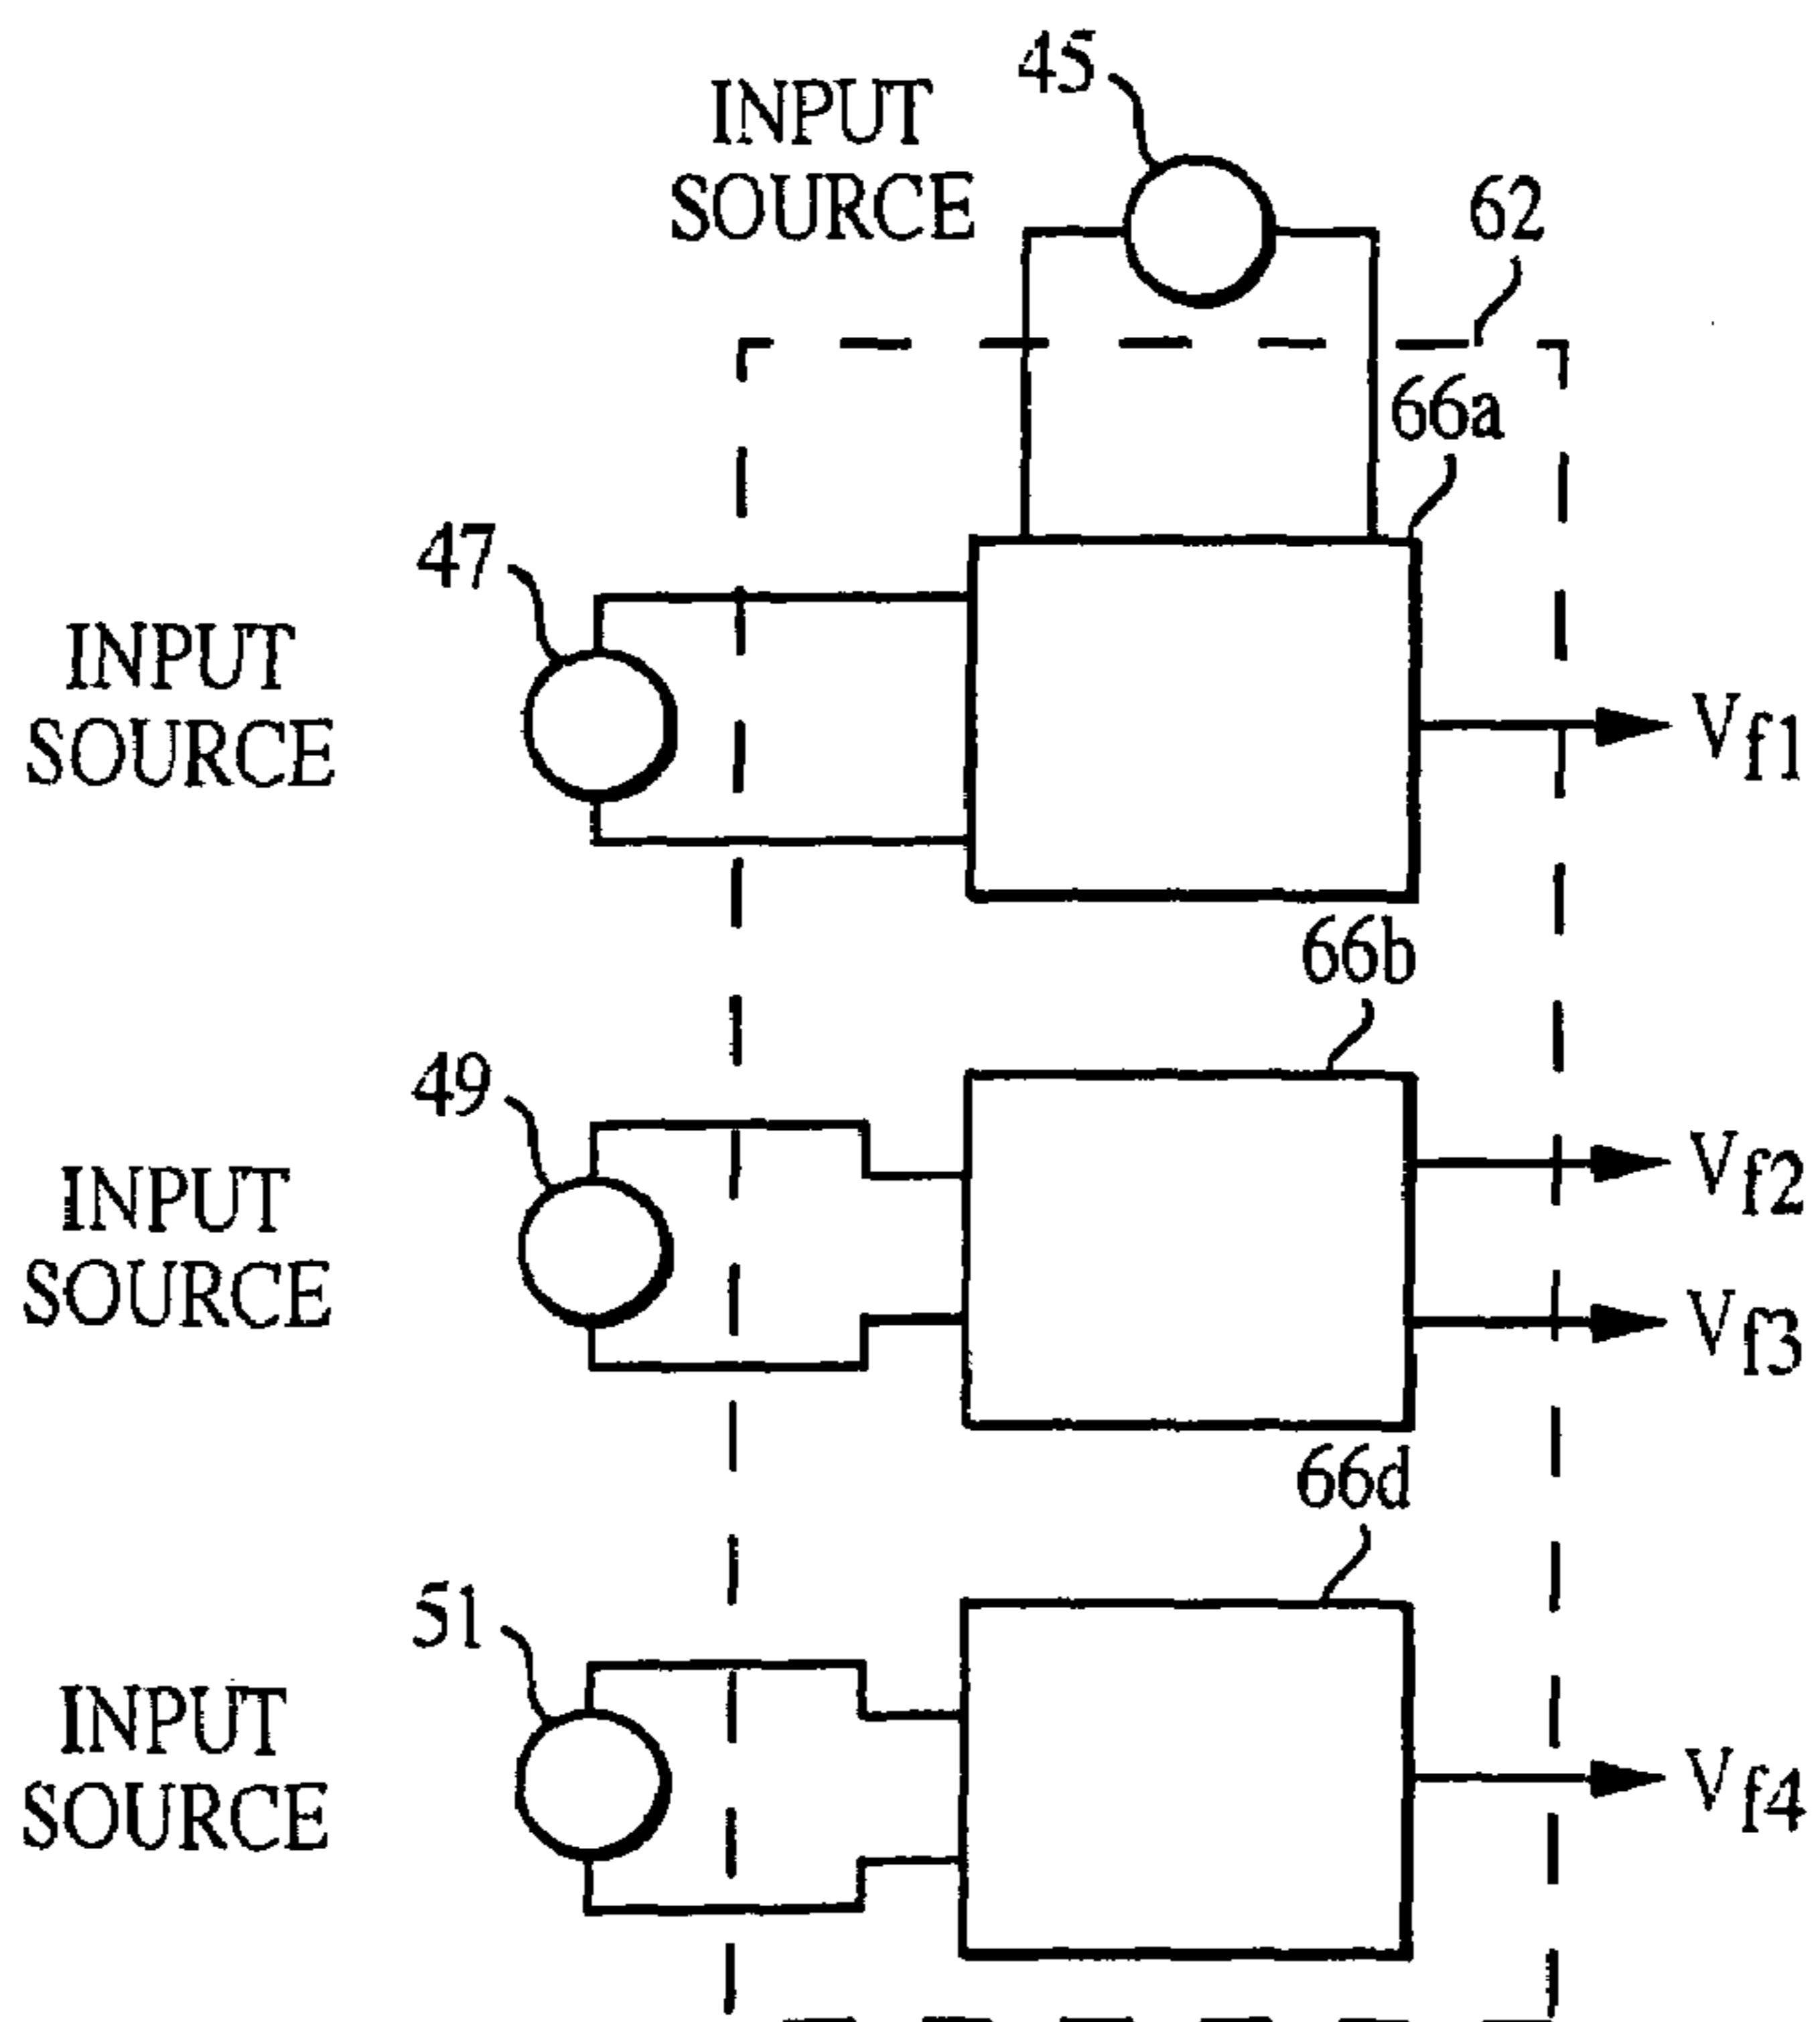 45
INPUT
SOURCE
62
66a
47
INPUT
SOURCE
Vf1
66b
49
INPUT
SOURCE
Vf2
Vf3
66d
51
INPUT
SOURCE
Vf4